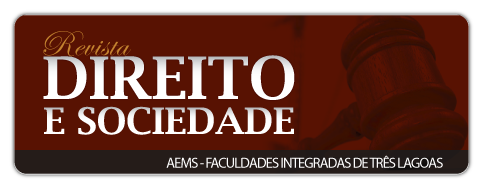 Revista
DIREITO
E SOCIEDADE
AEMS - FACULDADES INTEGRADAS DE TRÊS LAGOAS